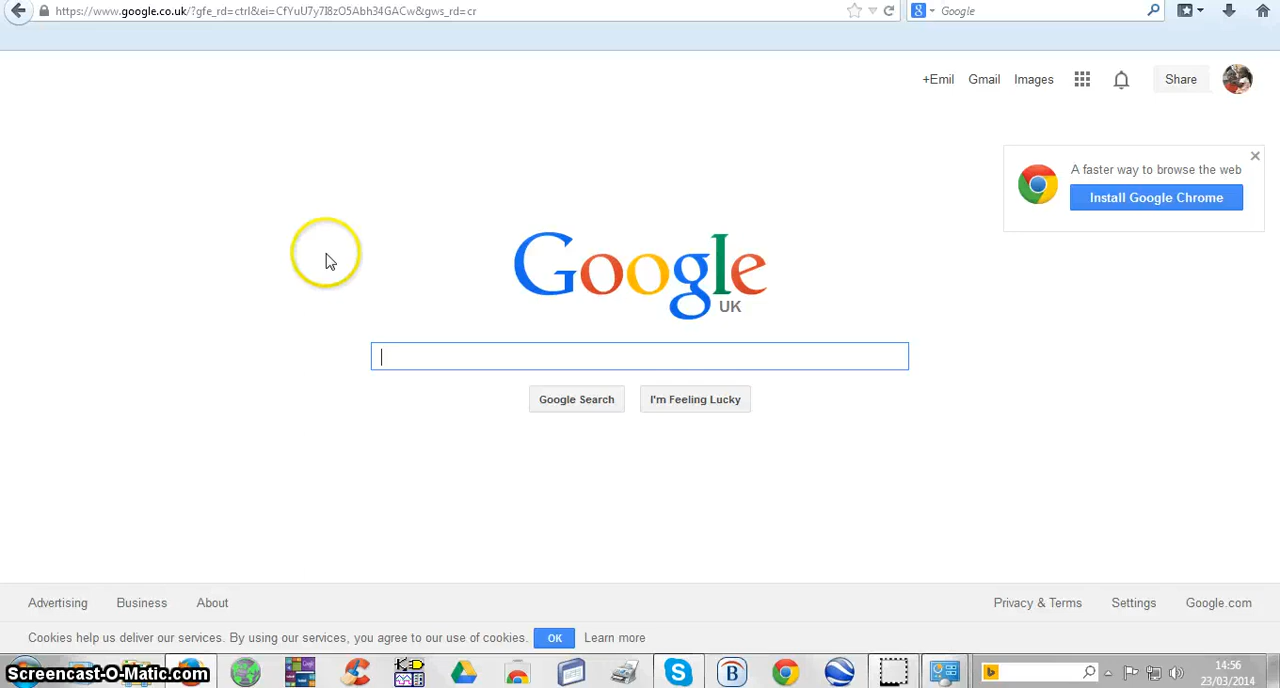 https://www.google.co.uk/?gfe_rd=ctrl&ei=CfYuU7y7I8zO5Abh34GACw&gws_rd=cr
Google
+Emil Gmail Images Share
A faster way to browse the web
Install Google Chrome
Google
UK
Google Search I'm Feeling Lucky
Advertising Business About Privacy & Terms Settings Google.com
Cookies help us deliver our services. By using our services, you agree to our use of cookies. OK Learn more
Screencast-O-Matic.com
14:56
23/03/2014